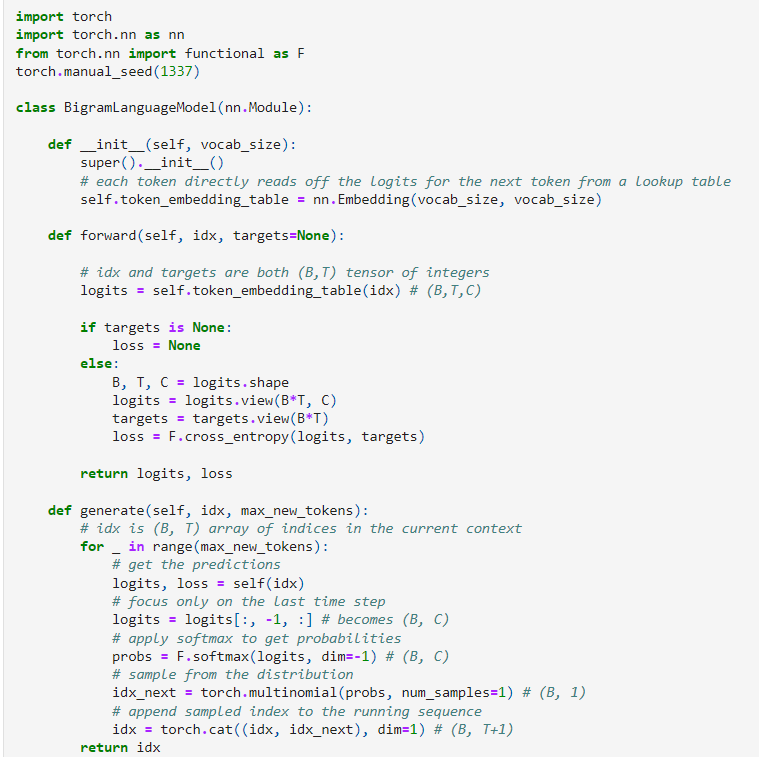 import torch
import torch.nn as nn
from torch.nn import functional as F
torch.manual_seed(1337)

class BigramLanguageModel(nn.Module):

    def __init__(self, vocab_size):
        super().__init__()
        # each token directly reads off the logits for the next token from a lookup table
        self.token_embedding_table = nn.Embedding(vocab_size, vocab_size)

    def forward(self, idx, targets=None):

        # idx and targets are both (B,T) tensor of integers
        logits = self.token_embedding_table(idx) # (B,T,C)

        if targets is None:
            loss = None
        else:
            B, T, C = logits.shape
            logits = logits.view(B*T, C)
            targets = targets.view(B*T)
            loss = F.cross_entropy(logits, targets)

        return logits, loss

    def generate(self, idx, max_new_tokens):
        # idx is (B, T) array of indices in the current context
        for _ in range(max_new_tokens):
            # get the predictions
            logits, loss = self(idx)
            # focus only on the last time step
            logits = logits[:, -1, :] # becomes (B, C)
            # apply softmax to get probabilities
            probs = F.softmax(logits, dim=-1) # (B, C)
            # sample from the distribution
            idx_next = torch.multinomial(probs, num_samples=1) # (B, 1)
            # append sampled index to the running sequence
            idx = torch.cat((idx, idx_next), dim=1) # (B, T+1)
        return idx